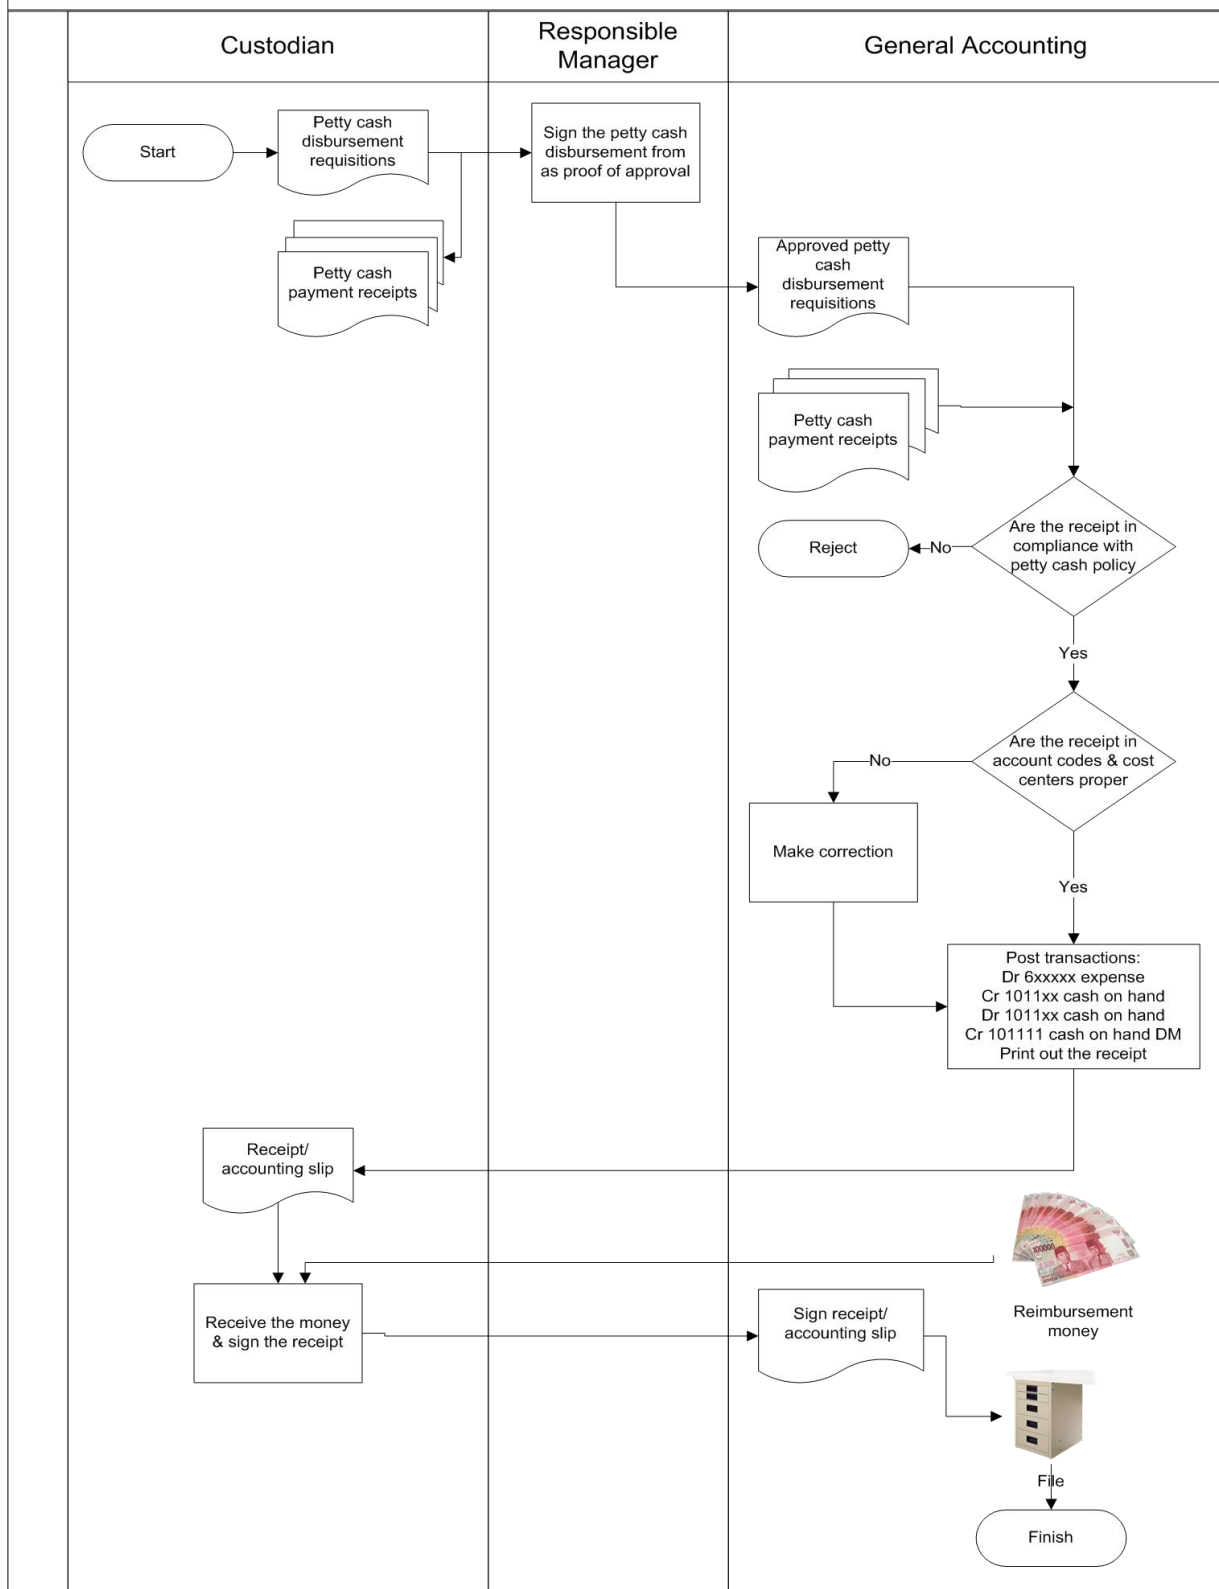 Custodian
Responsible
Manager
General Accounting
Start
Petty cash
disbursement
requisitions
Sign the petty cash
disbursement from
as proof of approval
Petty cash
payment receipts
Approved petty
cash
disbursement
requisitions
Petty cash
payment receipts
Are the receipt in
compliance with
petty cash policy
No
Reject
Yes
Are the receipt in
account codes & cost
centers proper
No
Make correction
Yes
Post transactions:
Dr 6xxxxx expense
Cr 1011xx cash on hand
Dr 1011xx cash on hand
Cr 101111 cash on hand DM
Print out the receipt
Receipt/
accounting slip
100000
Reimbursement
money
Receive the money
& sign the receipt
Sign receipt/
accounting slip
File
Finish